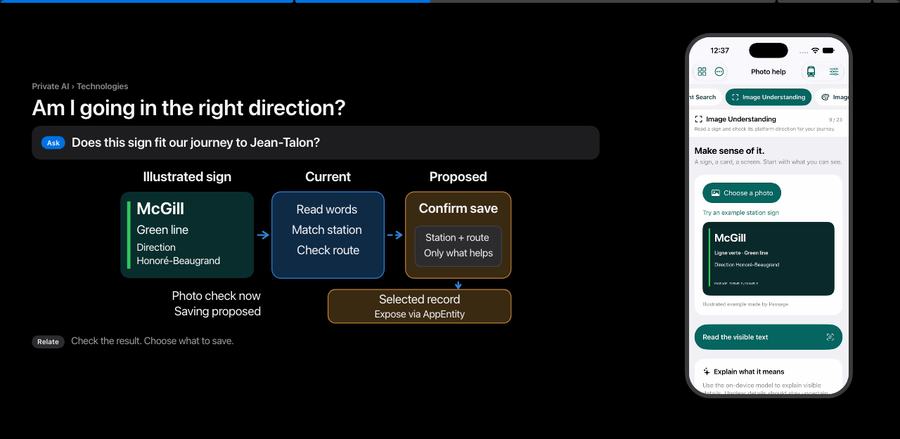 Private AI › Technologies
Am I going in the right direction?
Ask Does this sign fit our journey to Jean-Talon?
Illustrated sign
McGill
Green line
Direction
Honoré-Beaugrand
Current
Read words
Match station
Check route
Proposed
Confirm save
Station + route
Only what helps
Photo check now
Saving proposed
Selected record
Expose via AppEntity
Relate Check the result. Choose what to save.
12:37
Photo help
nt Search
Image Understanding
Image
Image Understanding
Read a sign and check its platform direction for your journey.
Make sense of it.
A sign, a card, a screen. Start with what you can see.
Choose a photo
Try an example station sign
McGill
Ligne verte · Green line
Direction Honoré-Beaugrand
Illustrated example made by Passage
Read the visible text
Explain what it means
Use the on-device model to explain visible